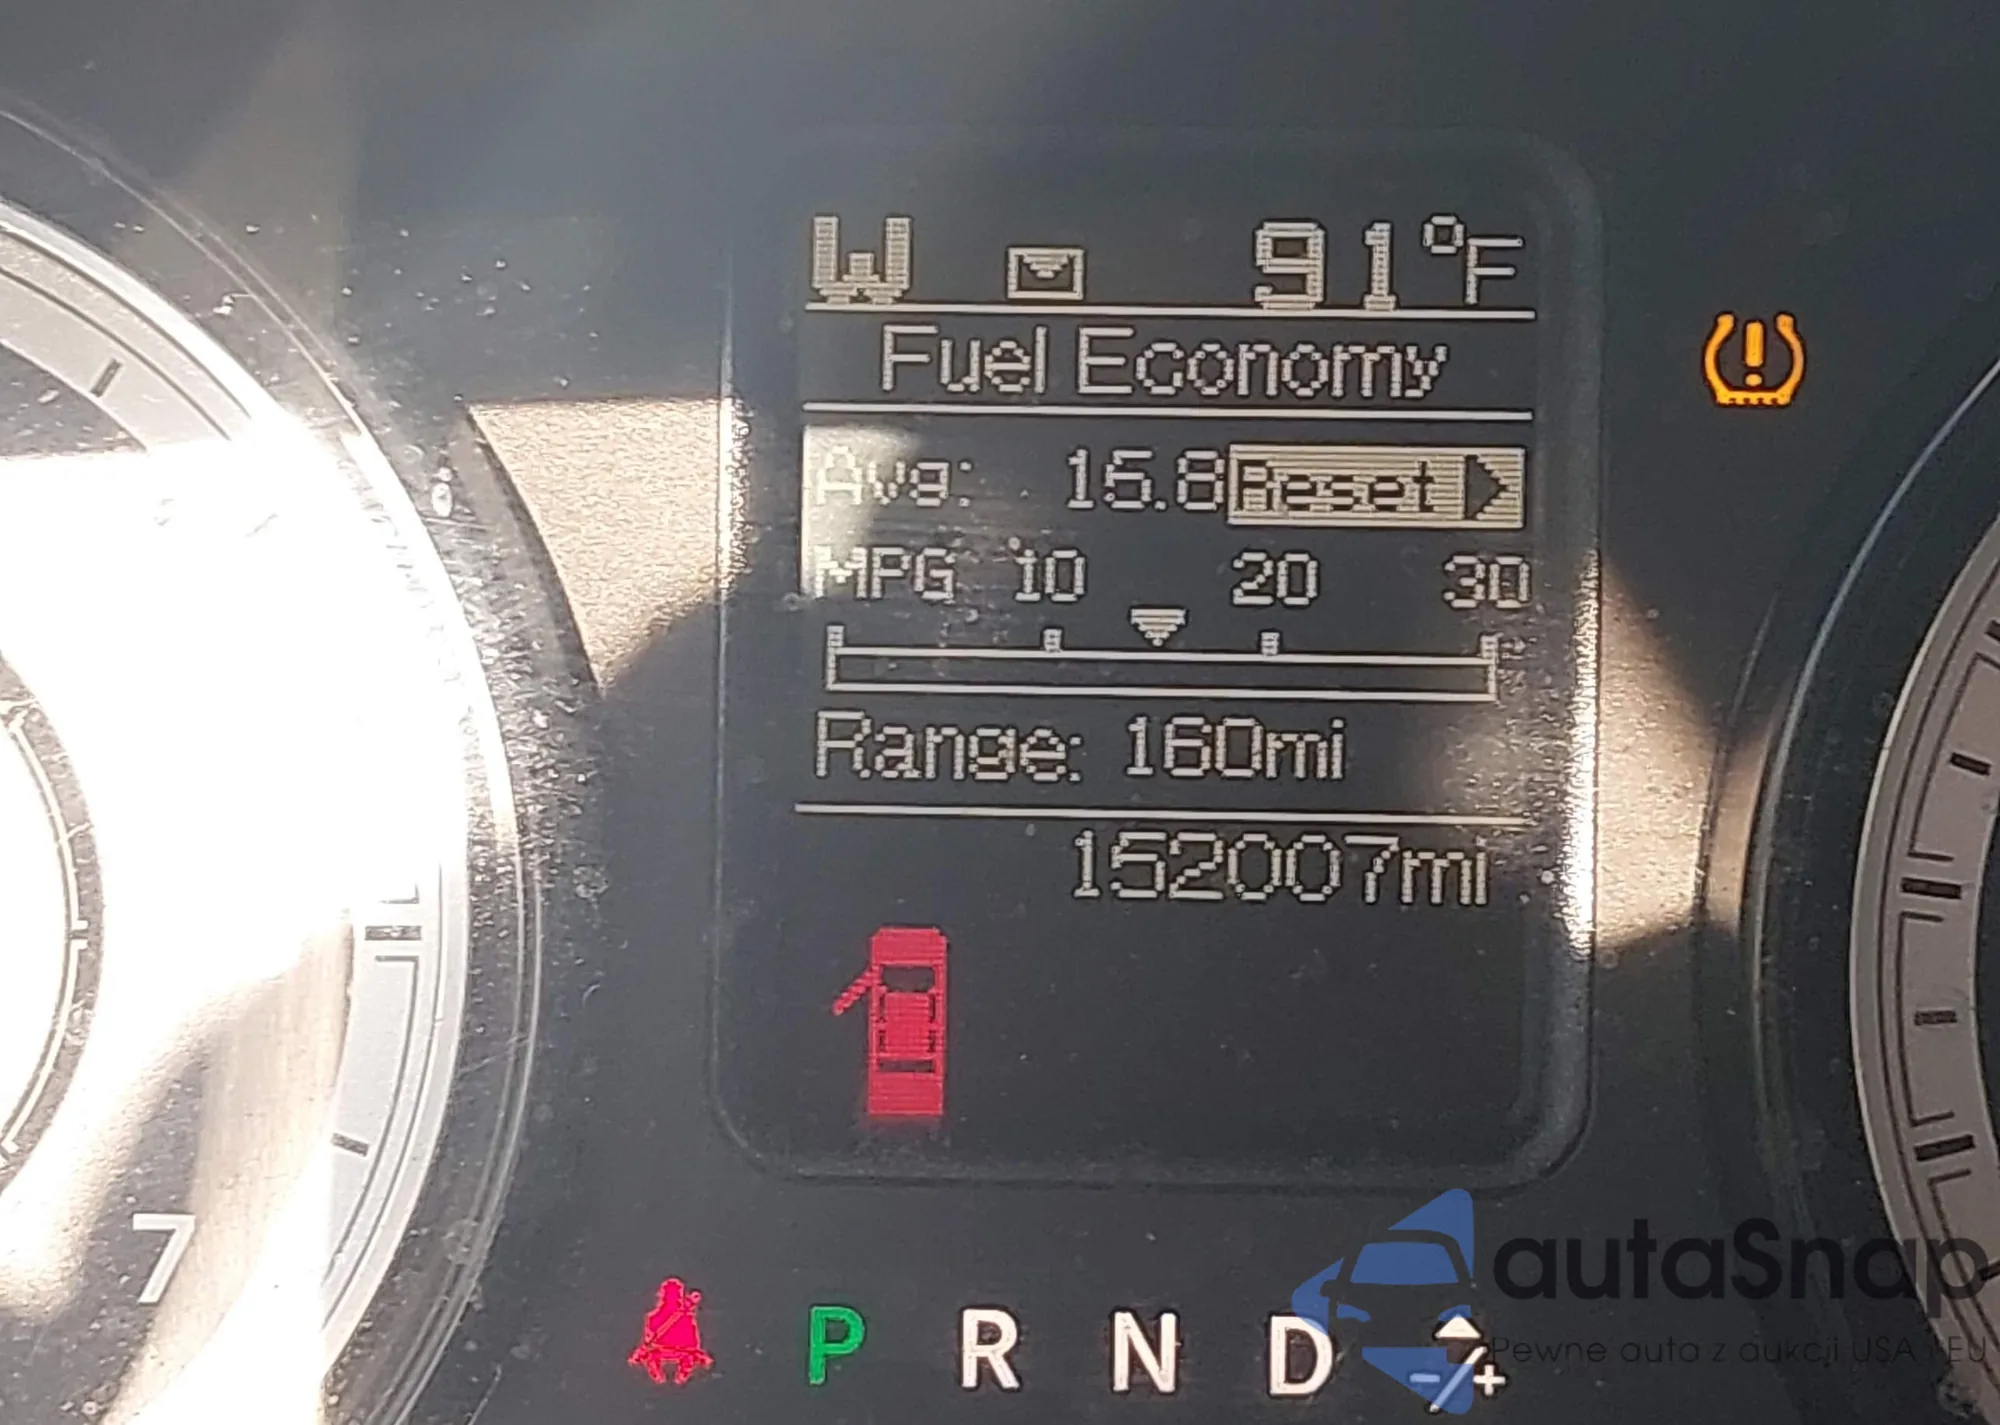 W 91°F
Fuel Economy
Avg: 15.8 Reset
MPG 10 20 30
Range: 160mi
152007mi
7
P R N D -/+
autaSnap
Pewne auta z aukcji USA i EU